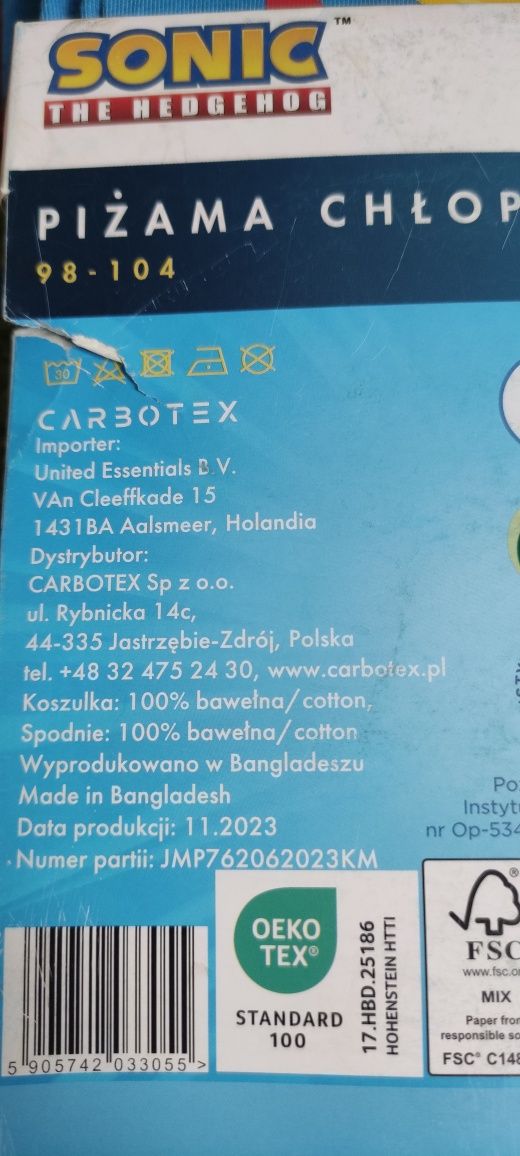 SONIC™
THE HEDGEHOG
PIŻAMA CHŁOP
98-104
30
CARBOTEX
Importer:
United Essentials B.V.
VAn Cleeffkade 15
1431BA Aalsmeer, Holandia
Dystrybutor:
CARBOTEX Sp z o.o.
ul. Rybnicka 14c,
44-335 Jastrzębie-Zdrój, Polska
tel. +48 32 475 24 30, www.carbotex.pl
Koszulka: 100% bawełna/cotton,
Spodnie: 100% bawełna/cotton
Wyprodukowano w Bangladeszu
Made in Bangladesh
Data produkcji: 11.2023
Numer partii: JMP762062023KM
Instyt
nr Op-534
5 905742 033055 >
OEKO
TEX®
STANDARD
100
17.HBD.25186
HOHENSTEIN HTTI
®
FSC
www.fsc.or
MIX
Paper from
responsible so
FSC® C148